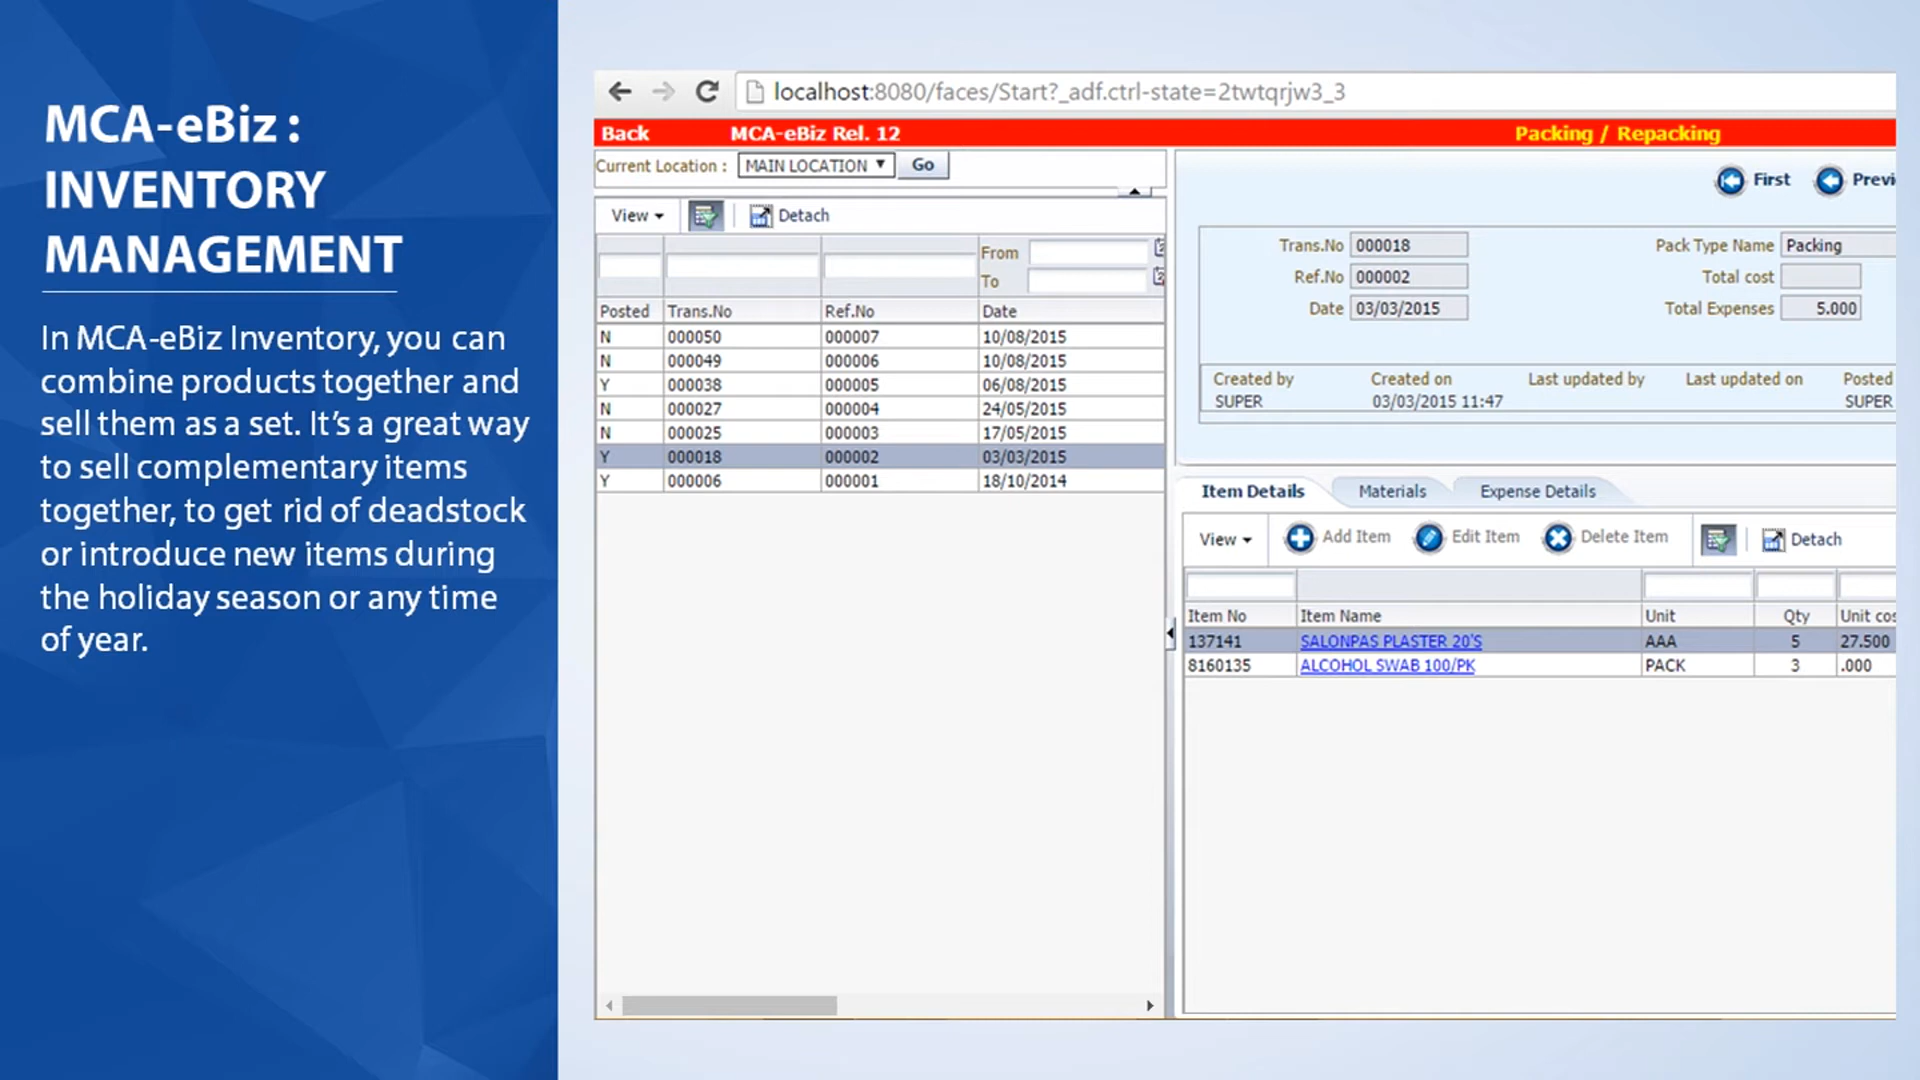 MCA-eBiz :
INVENTORY
MANAGEMENT
In MCA-eBiz Inventory, you can
combine products together and
sell them as a set. It’s a great way
to sell complementary items
together, to get rid of deadstock
or introduce new items during
the holiday season or any time
of year.
localhost:8080/faces/Start?_adf.ctrl-state=2twtqrjw3_3
Back MCA-eBiz Rel. 12 Packing / Repacking
Current Location : MAIN LOCATION Go
View Detach
From
To
Posted Trans.No Ref.No Date
N 000050 000007 10/08/2015
N 000049 000006 10/08/2015
Y 000038 000005 06/08/2015
N 000027 000004 24/05/2015
N 000025 000003 17/05/2015
Y 000018 000002 03/03/2015
Y 000006 000001 18/10/2014
First Previ
Trans.No 000018 Pack Type Name Packing
Ref.No 000002 Total cost
Date 03/03/2015 Total Expenses 5.000
Created by Created on Last updated by Last updated on Posted
SUPER 03/03/2015 11:47 SUPER
Item Details Materials Expense Details
View Add Item Edit Item Delete Item Detach
Item No Item Name Unit Qty Unit cos
137141 SALONPAS PLASTER 20'S AAA 5 27.500
8160135 ALCOHOL SWAB 100/PK PACK 3 .000